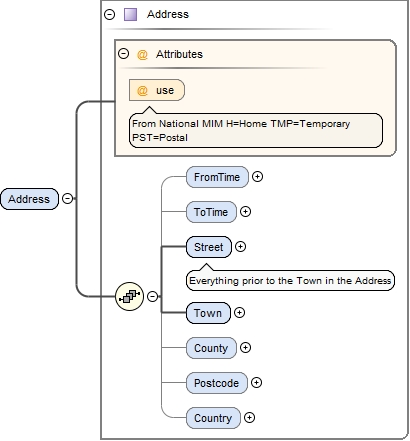 Address
Attributes
@ use
From National MIM H=Home TMP=Temporary
PST=Postal
Address
FromTime
ToTime
Street
Everything prior to the Town in the Address
Town
County
Postcode
Country